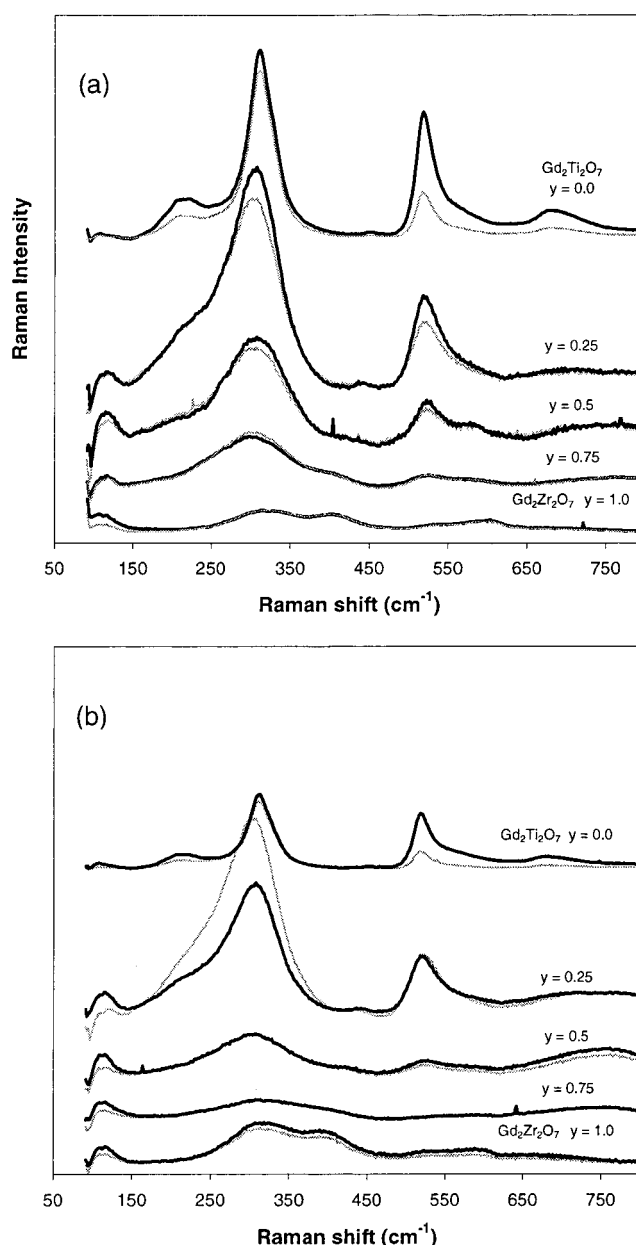 (a)
Gd₂Ti₂O₇
y = 0.0
y = 0.25
y = 0.5
y = 0.75
Gd₂Zr₂O₇ y = 1.0
Raman Intensity
50 150 250 350 450 550 650 750
Raman shift (cm⁻¹)
(b)
Gd₂Ti₂O₇ y = 0.0
y = 0.25
y = 0.5
y = 0.75
Gd₂Zr₂O₇ y = 1.0
50 150 250 350 450 550 650 750
Raman shift (cm⁻¹)